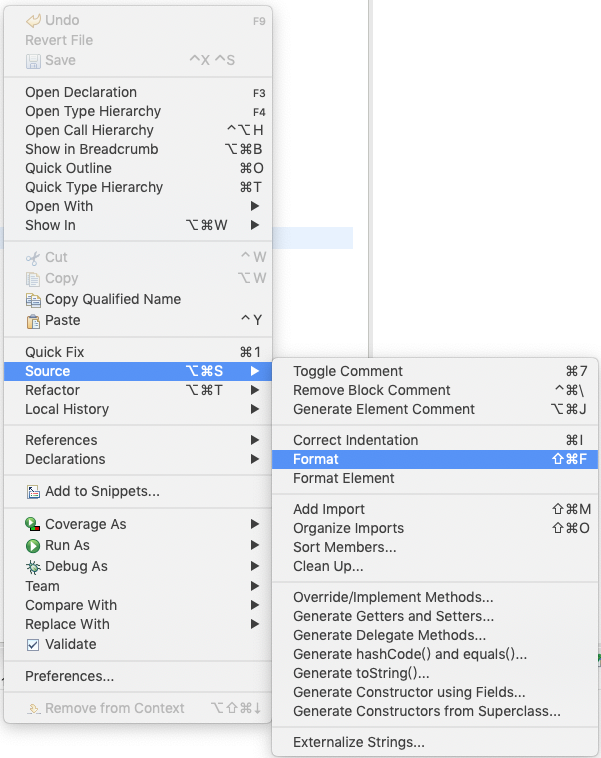 Undo F9
Revert File
Save ^X ^S
Open Declaration F3
Open Type Hierarchy F4
Open Call Hierarchy ^⌥H
Show in Breadcrumb ⌥⌘B
Quick Outline ⌘O
Quick Type Hierarchy ⌘T
Open With ▶
Show In ⌥⌘W ▶
Cut ^W
Copy ⌥W
Copy Qualified Name
Paste ^Y
Quick Fix ⌘1
Source ⌥⌘S ▶
Refactor ⌥⌘T ▶
Local History ▶
References ▶
Declarations ▶
Add to Snippets...
Coverage As ▶
Run As ▶
Debug As ▶
Team ▶
Compare With ▶
Replace With ▶
Validate
Preferences...
Remove from Context ⌥⇧⌘↓
Toggle Comment ⌘7
Remove Block Comment ^⌘\
Generate Element Comment ⌥⌘J
Correct Indentation ⌘I
Format ⇧⌘F
Format Element
Add Import ⇧⌘M
Organize Imports ⇧⌘O
Sort Members...
Clean Up...
Override/Implement Methods...
Generate Getters and Setters...
Generate Delegate Methods...
Generate hashCode() and equals()...
Generate toString()...
Generate Constructor using Fields...
Generate Constructors from Superclass...
Externalize Strings...